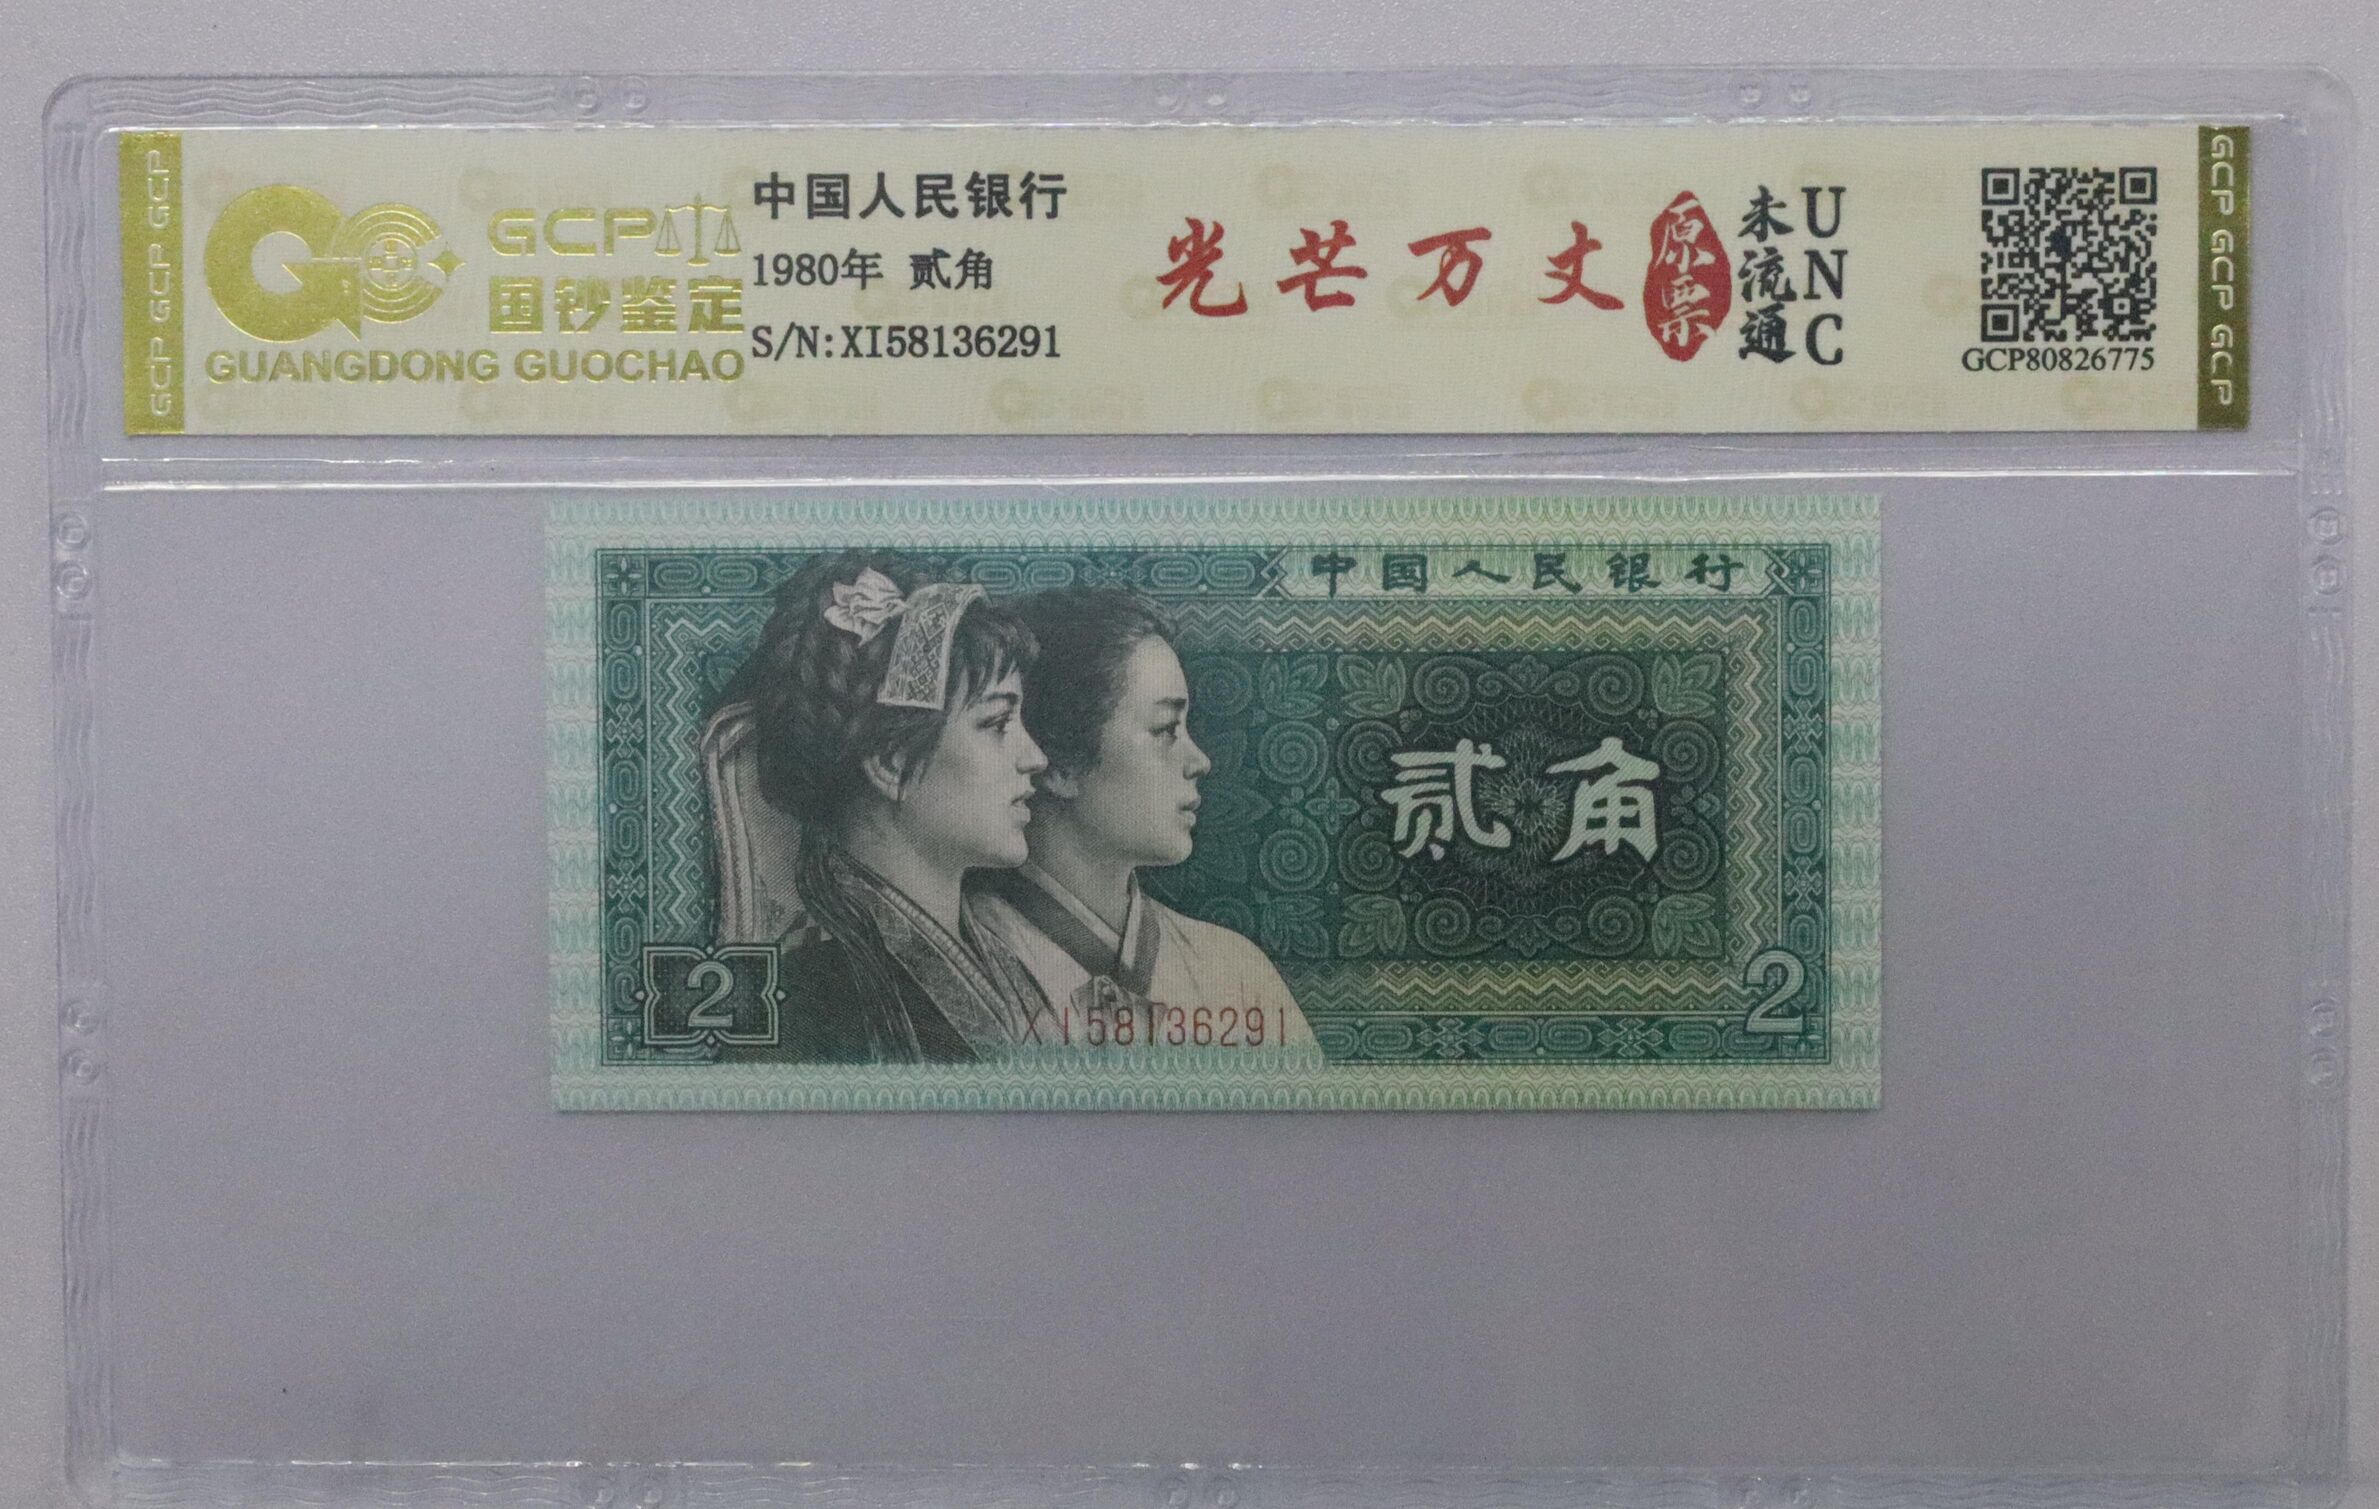 GCP GCP GCP
GCP
国钞鉴定
GUANGDONG GUOCHAO
中国人民银行
1980年 贰角
S/N:XI58136291
光芒万丈
原票
未流通
UNC
GCP80826775
GCP GCP GCP
中国人民银行
贰角
2
XI58136291
2